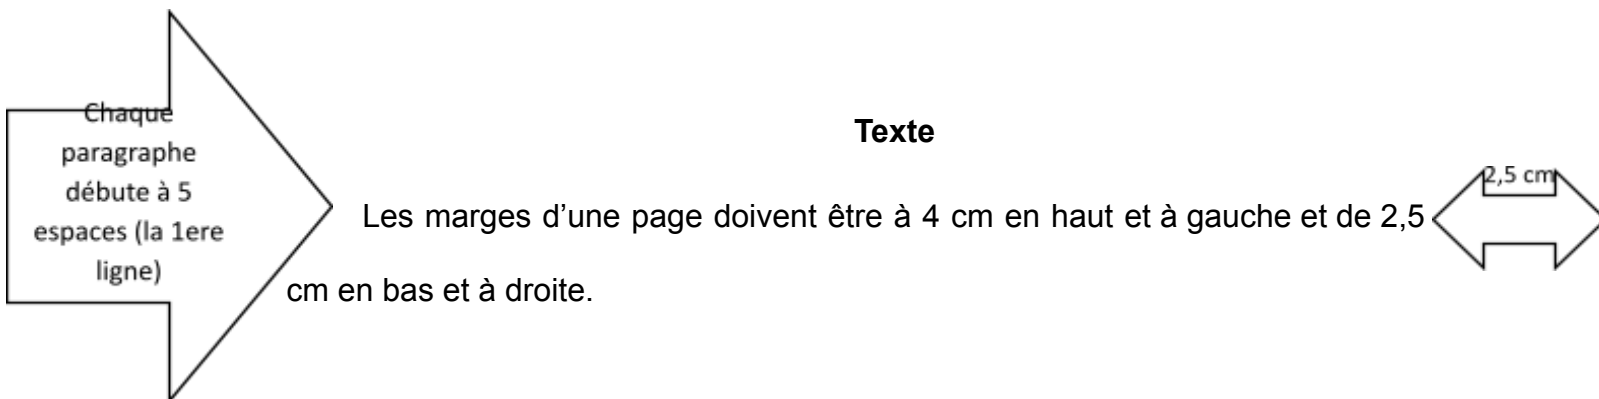 Chaque
paragraphe
débute à 5
espaces (la 1ere
ligne)
Texte
2,5 cm
Les marges d’une page doivent être à 4 cm en haut et à gauche et de 2,5
cm en bas et à droite.